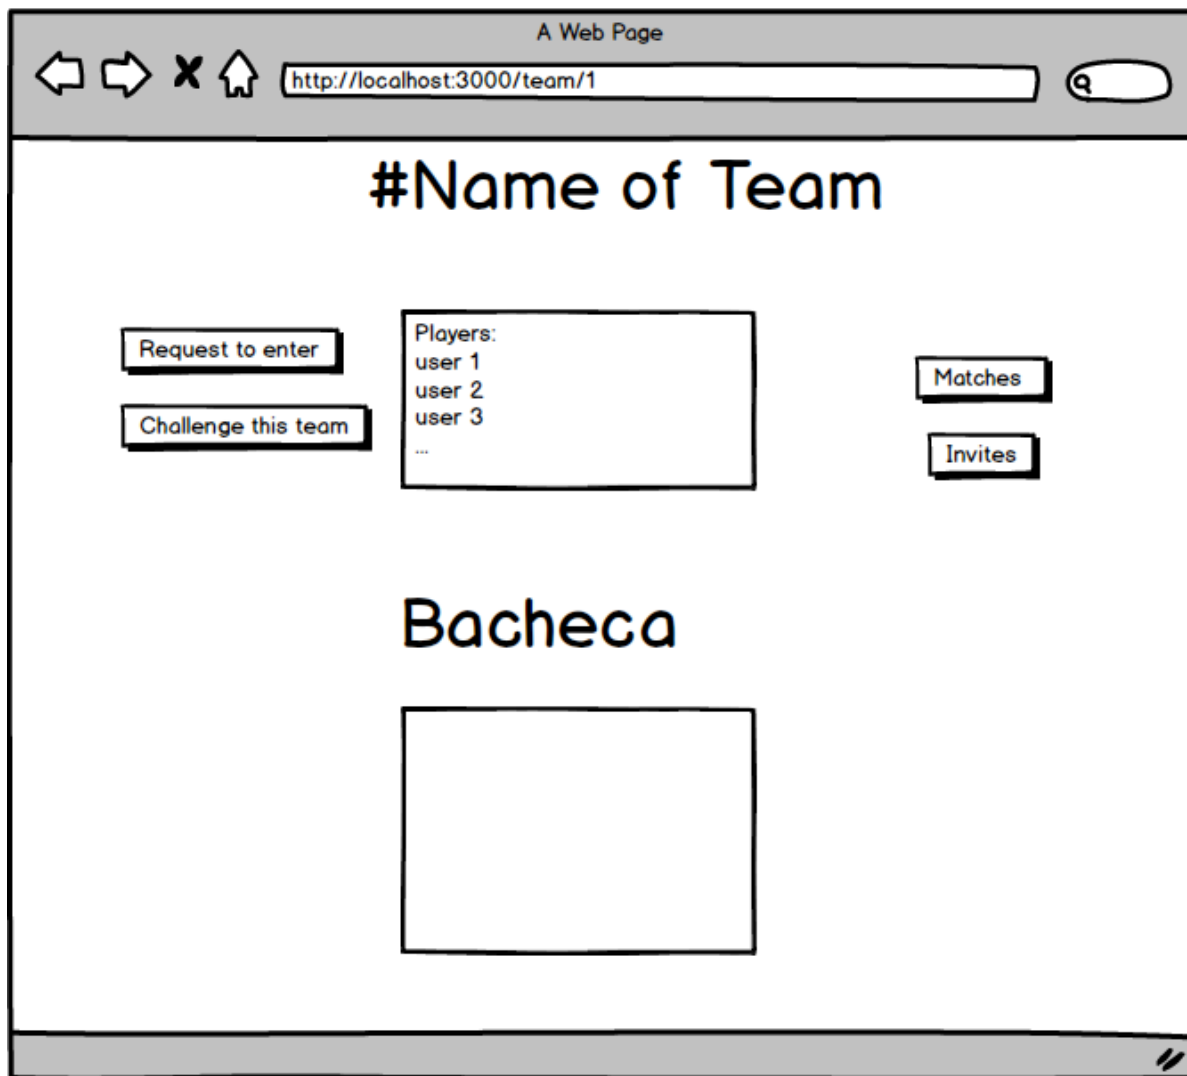 A Web Page
http://localhost:3000/team/1
#Name of Team
Request to enter
Challenge this team
Players:
user 1
user 2
user 3
...
Matches
Invites
Bacheca